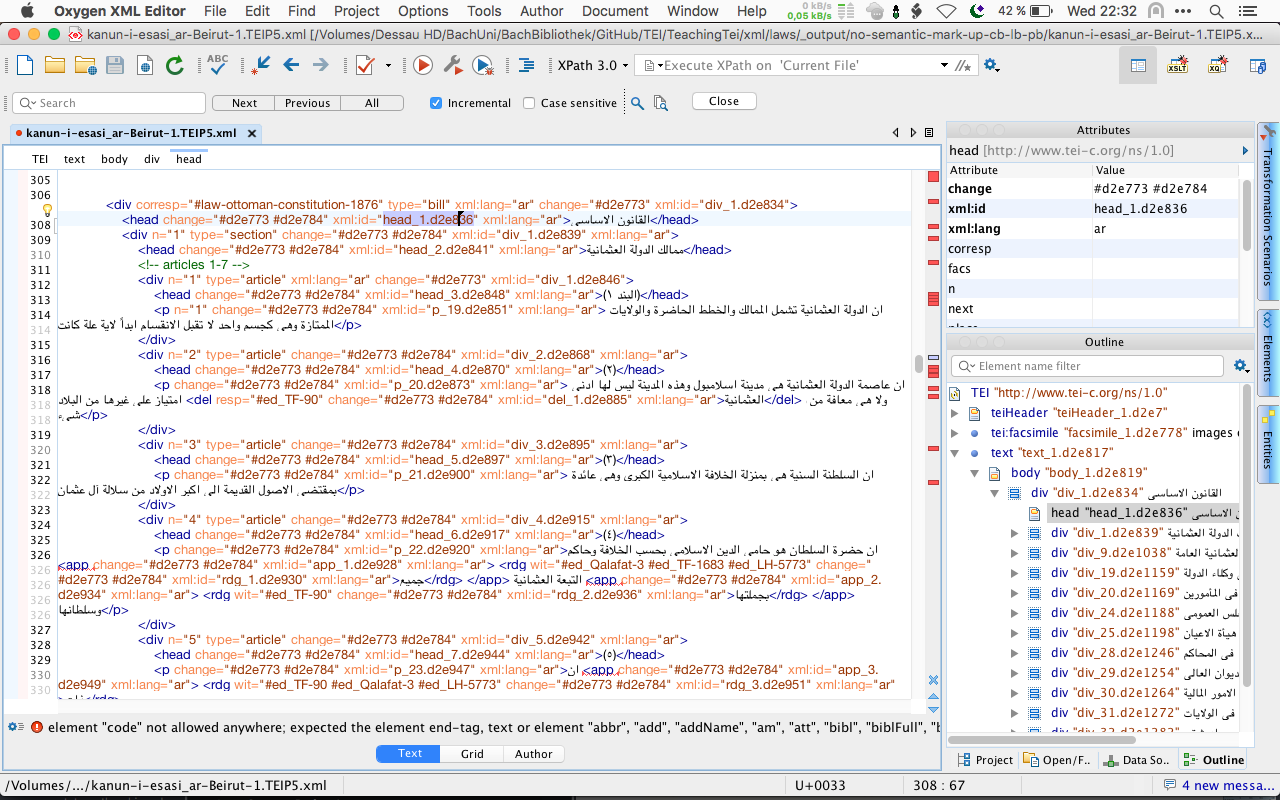 Oxygen XML Editor File Edit Find Project Options Tools Author Document Window Help 0 kB/s 0,05 kB/s 42 % Wed 22:32
kanun-i-esasi_ar-Beirut-1.TEIP5.xml [/Volumes/Dessau HD/BachUni/BachBibliothek/GitHub/TEI/TeachingTei/xml/laws/_output/no-semantic-mark-up-cb-lb-pb/kanun-i-esasi_ar-Beirut-1.TEIP5.x...
XPath 3.0 Execute XPath on 'Current File'
Search Next Previous All Incremental Case sensitive Close
kanun-i-esasi_ar-Beirut-1.TEIP5.xml
TEI text body div head
305
306
<div corresp="#law-ottoman-constitution-1876" type="bill" xml:lang="ar" change="#d2e773" xml:id="div_1.d2e834">
308 <head change="#d2e773 #d2e784" xml:id="head_1.d2e836" xml:lang="ar">القانون الاساسي</head>
309 <div n="1" type="section" change="#d2e773 #d2e784" xml:id="div_1.d2e839" xml:lang="ar">
310 <head change="#d2e773 #d2e784" xml:id="head_2.d2e841" xml:lang="ar">ممالك الدولة العثمانية</head>
311 <!-- articles 1-7 -->
312 <div n="1" type="article" xml:lang="ar" change="#d2e773" xml:id="div_1.d2e846">
313 <head change="#d2e773 #d2e784" xml:id="head_3.d2e848" xml:lang="ar">(البند ١)</head>
314 <p n="1" change="#d2e773 #d2e784" xml:id="p_19.d2e851" xml:lang="ar"> ان الدولة العثمانية تشمل الممالك والخطط الحاضرة والولايات
314 الممتازة وهي كجسم واحد لا تقبل الانقسام ابداً لاية علة كانت</p>
315 </div>
316 <div n="2" type="article" change="#d2e773 #d2e784" xml:id="div_2.d2e868" xml:lang="ar">
317 <head change="#d2e773 #d2e784" xml:id="head_4.d2e870" xml:lang="ar">(٢)</head>
318 <p change="#d2e773 #d2e784" xml:id="p_20.d2e873" xml:lang="ar"> ان عاصمة الدولة العثمانية هي مدينة اسلامبول وهذه المدينة ليس لها ادنى
318 امتياز على غيرها من البلاد <del resp="#ed_TF-90" change="#d2e773 #d2e784" xml:id="del_1.d2e885" xml:lang="ar">العثمانية</del> ولا هي معافة من
318 شيء</p>
319 </div>
320 <div n="3" type="article" change="#d2e773 #d2e784" xml:id="div_3.d2e895" xml:lang="ar">
321 <head change="#d2e773 #d2e784" xml:id="head_5.d2e897" xml:lang="ar">(٣)</head>
322 <p change="#d2e773 #d2e784" xml:id="p_21.d2e900" xml:lang="ar"> ان السلطنة السنية هي بمنزلة الخلافة الاسلامية الكبرى وهي عائدة
322 بمقتضى الاصول القديمة الى اكبر الاولاد من سلالة آل عثمان</p>
323 </div>
324 <div n="4" type="article" change="#d2e773 #d2e784" xml:id="div_4.d2e915" xml:lang="ar">
325 <head change="#d2e773 #d2e784" xml:id="head_6.d2e917" xml:lang="ar">(٤)</head>
326 <p change="#d2e773 #d2e784" xml:id="p_22.d2e920" xml:lang="ar">ان حضرة السلطان هو حامي الدين الاسلامي بحسب الخلافة وحاكم
326 <app change="#d2e773 #d2e784" xml:id="app_1.d2e928" xml:lang="ar"> <rdg wit="#ed_Qalafat-3 #ed_TF-1683 #ed_LH-5773" change="
326 #d2e773 #d2e784" xml:id="rdg_1.d2e930" xml:lang="ar">جميع</rdg> </app> التبعة العثمانية <app change="#d2e773 #d2e784" xml:id="app_2.
326 d2e934" xml:lang="ar"> <rdg wit="#ed_TF-90" change="#d2e773 #d2e784" xml:id="rdg_2.d2e936" xml:lang="ar">بجملتها</rdg> </app>
326 وسلطانها</p>
327 </div>
328 <div n="5" type="article" change="#d2e773 #d2e784" xml:id="div_5.d2e942" xml:lang="ar">
329 <head change="#d2e773 #d2e784" xml:id="head_7.d2e944" xml:lang="ar">(٥)</head>
330 <p change="#d2e773 #d2e784" xml:id="p_23.d2e947" xml:lang="ar">ان <app change="#d2e773 #d2e784" xml:id="app_3.
330 d2e949" xml:lang="ar"> <rdg wit="#ed_TF-90 #ed_Qalafat-3 #ed_LH-5773" change="#d2e773 #d2e784" xml:id="rdg_3.d2e951" xml:lang="ar"
element "code" not allowed anywhere; expected the element end-tag, text or element "abbr", "add", "addName", "am", "att", "bibl", "biblFull", "b
Text Grid Author
/Volumes/.../kanun-i-esasi_ar-Beirut-1.TEIP5.xml U+0033 308 : 67 4 new messa...
Attributes
head [http://www.tei-c.org/ns/1.0]
Attribute Value
change #d2e773 #d2e784
xml:id head_1.d2e836
xml:lang ar
corresp
facs
n
next
Outline
Element name filter
TEI "http://www.tei-c.org/ns/1.0"
teiHeader "teiHeader_1.d2e7"
tei:facsimile "facsimile_1.d2e778" images
text "text_1.d2e817"
body "body_1.d2e819"
div "div_1.d2e834" القانون الاساسي
head "head_1.d2e836"
div "div_1.d2e839" الدولة العثمانية
div "div_9.d2e1038" العثمانية العامة
div "div_19.d2e1159" وكلاء الدولة
div "div_20.d2e1169" في المأمورين
div "div_24.d2e1188" العمومي
div "div_25.d2e1198" هيأة الاعيان
div "div_28.d2e1246" في المحاكم
div "div_29.d2e1254" العالي
div "div_30.d2e1264" الامور المالية
div "div_31.d2e1272" في الولايات
Project Open/F.. Data So.. Outline
Transformation Scenarios
Elements
Entities